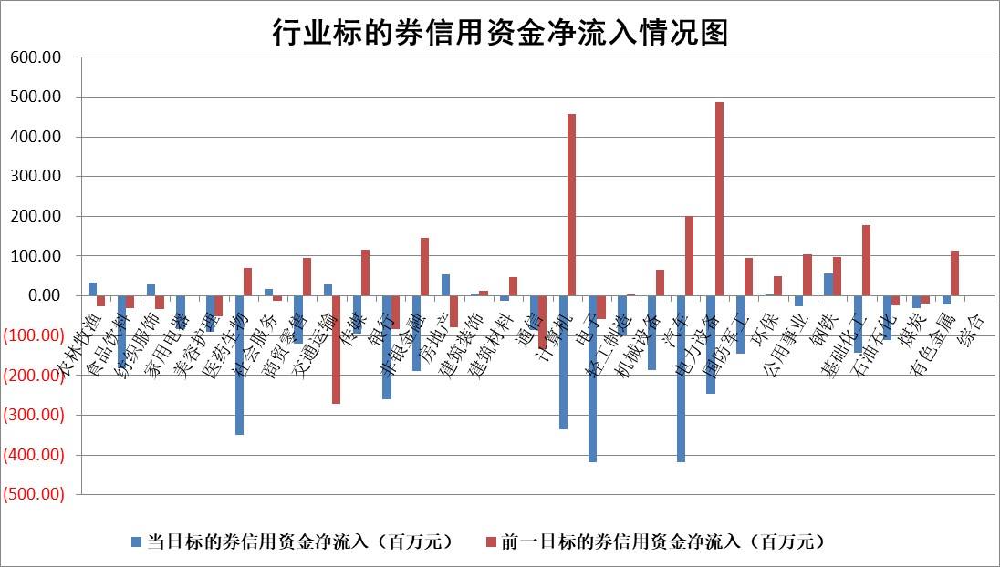 行业标的券信用资金净流入情况图
600.00
500.00
400.00
300.00
200.00
100.00
0.00
(100.00)
(200.00)
(300.00)
(400.00)
(500.00)
农林牧渔
食品饮料
纺织服饰
家用电器
美容护理
医药生物
社会服务
商贸零售
交通运输
传媒
银行
非银金融
房地产
建筑装饰
建筑材料
通信
计算机
电子
轻工制造
机械设备
汽车
电力设备
国防军工
环保
公用事业
钢铁
基础化工
石油石化
煤炭
有色金属
综合
当日标的券信用资金净流入（百万元）
前一日标的券信用资金净流入（百万元）